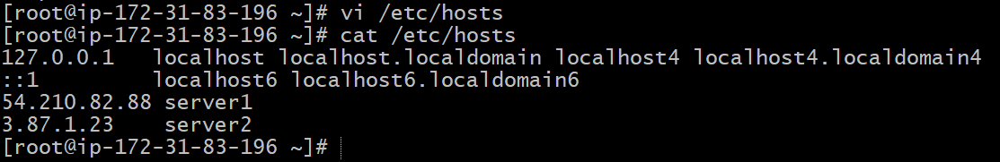 [root@ip-172-31-83-196 ~]# vi /etc/hosts
[root@ip-172-31-83-196 ~]# cat /etc/hosts
127.0.0.1   localhost localhost.localdomain localhost4 localhost4.localdomain4
::1         localhost6 localhost6.localdomain6
54.210.82.88 server1
3.87.1.23    server2
[root@ip-172-31-83-196 ~]#